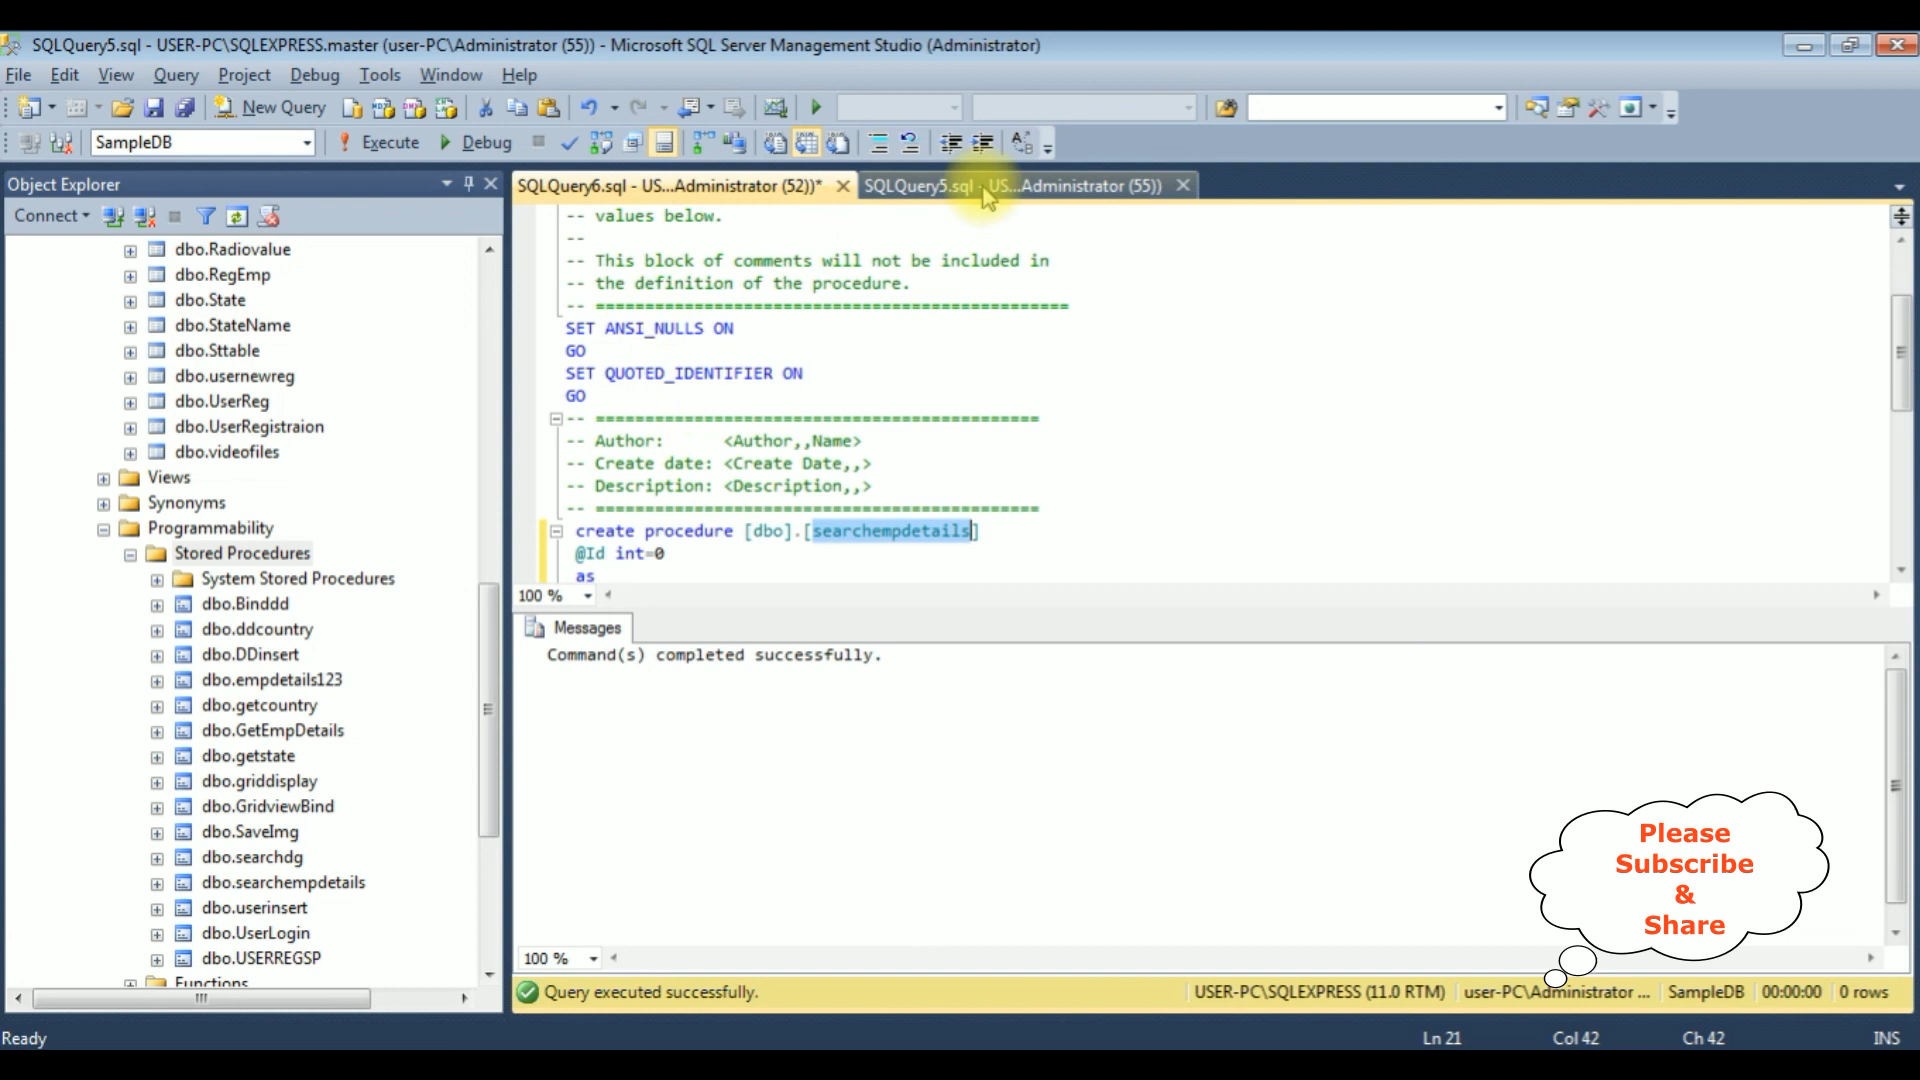 SQLQuery5.sql - USER-PC\SQLEXPRESS.master (user-PC\Administrator (55)) - Microsoft SQL Server Management Studio (Administrator)
File Edit View Query Project Debug Tools Window Help
New Query
SampleDB Execute Debug
Object Explorer
Connect
dbo.Radiovalue
dbo.RegEmp
dbo.State
dbo.StateName
dbo.Sttable
dbo.usernewreg
dbo.UserReg
dbo.UserRegistraion
dbo.videofiles
Views
Synonyms
Programmability
Stored Procedures
System Stored Procedures
dbo.Binddd
dbo.ddcountry
dbo.DDinsert
dbo.empdetails123
dbo.getcountry
dbo.GetEmpDetails
dbo.getstate
dbo.griddisplay
dbo.GridviewBind
dbo.SaveImg
dbo.searchdg
dbo.searchempdetails
dbo.userinsert
dbo.UserLogin
dbo.USERREGSP
Functions
SQLQuery6.sql - US...Administrator (52))* SQLQuery5.sql - US...Administrator (55))
-- values below.
--
-- This block of comments will not be included in
-- the definition of the procedure.
-- ================================================
SET ANSI_NULLS ON
GO
SET QUOTED_IDENTIFIER ON
GO
-- =============================================
-- Author: <Author,,Name>
-- Create date: <Create Date,,>
-- Description: <Description,,>
-- =============================================
create procedure [dbo].[searchempdetails]
@Id int=0
as
100 %
Messages
Command(s) completed successfully.
Please
Subscribe
&
Share
100 %
Query executed successfully. USER-PC\SQLEXPRESS (11.0 RTM) user-PC\Administrator ... SampleDB 00:00:00 0 rows
Ready Ln 21 Col 42 Ch 42 INS